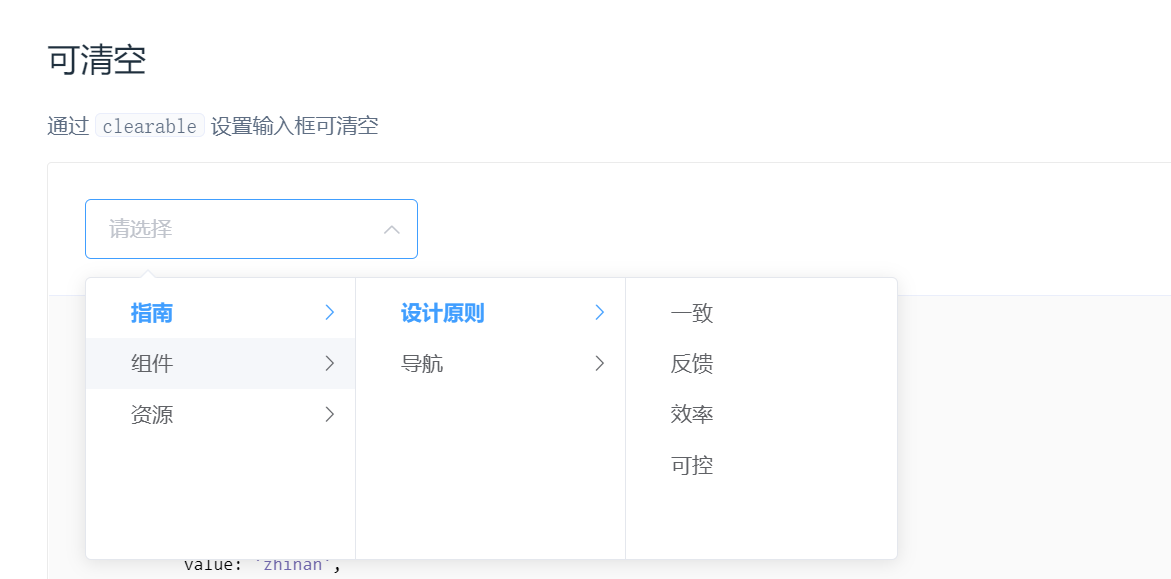 可清空
通过 clearable 设置输入框可清空
请选择
指南
组件
资源
设计原则
导航
一致
反馈
效率
可控
value: 'zhinan',